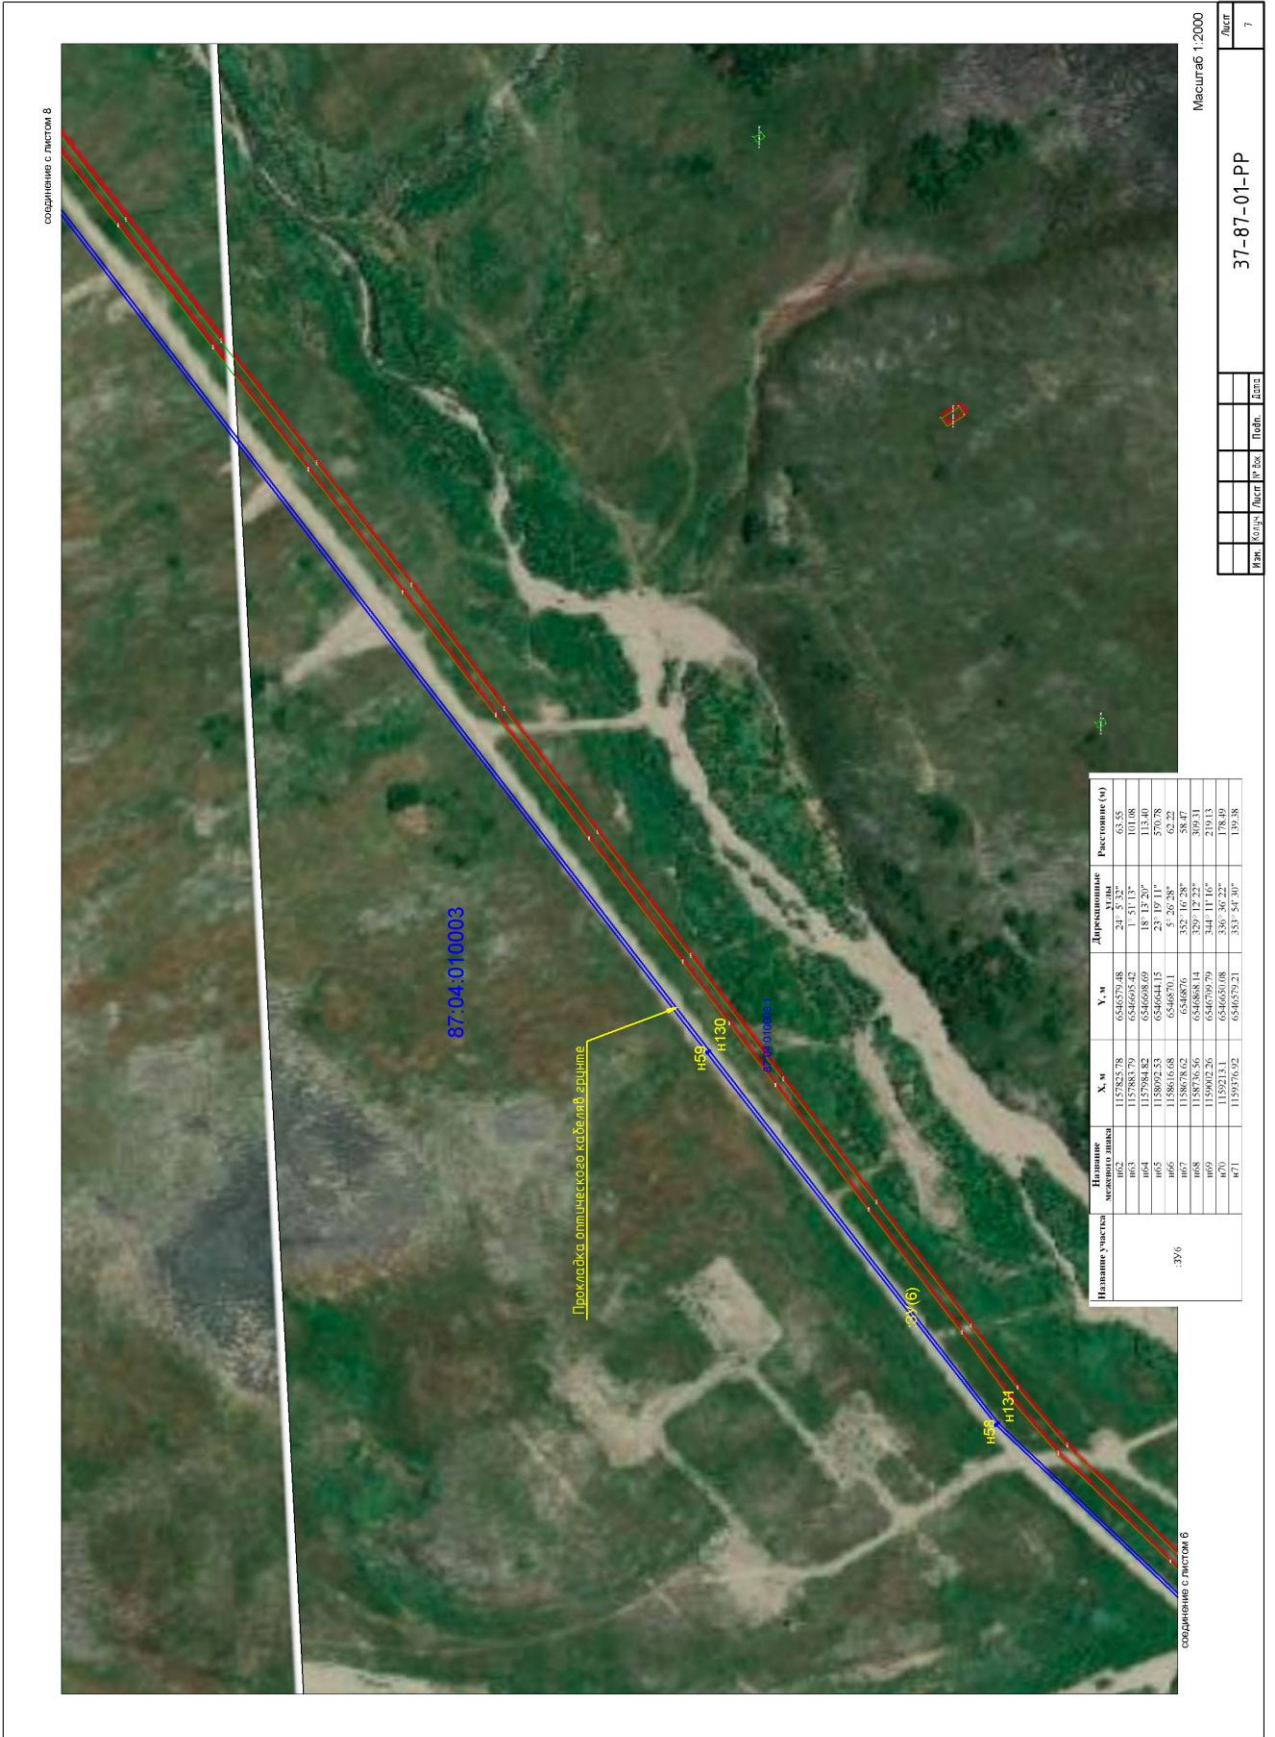 соединение с листом 8
87:04:010003
Прокладка оптического кабеляв грунте
н59
н130
:ЗУ(6)
н58
н131
соединение с листом 6
Масштаб 1:2000
Название участка Название межевого знака X, м Y, м Дирекционные углы Расстояние (м)
:ЗУ6
н62 1157825.78 6546579.48 24° 5' 32" 63.55
н63 1157883.79 6546605.42 1° 51' 13" 101.08
н64 1157984.82 6546608.69 18° 13' 20" 113.40
н65 1158092.53 6546644.15 23° 19' 11" 570.78
н66 1158616.68 6546870.1 5° 26' 28" 62.22
н67 1158678.62 6546876 352° 16' 28" 58.47
н68 1158736.56 6546868.14 329° 12' 22" 309.31
н69 1159002.26 6546709.79 344° 11' 16" 219.13
н70 1159213.1 6546650.08 336° 36' 22" 178.49
н71 1159376.92 6546579.21 353° 54' 30" 139.38
Изм. Кол.уч. Лист № док. Подп. Дата
37-87-01-РР
Лист
7